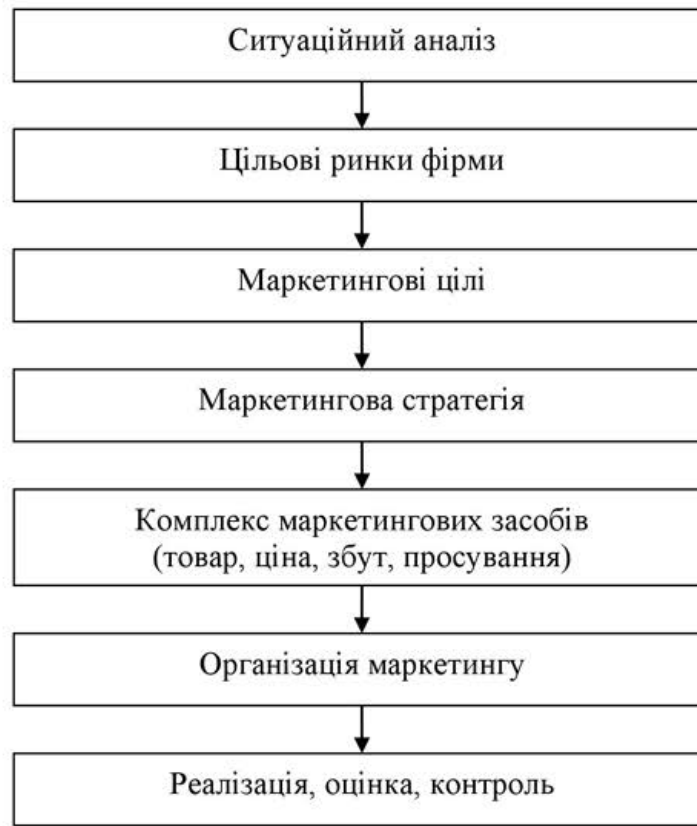 Ситуаційний аналіз
Цільові ринки фірми
Маркетингові цілі
Маркетингова стратегія
Комплекс маркетингових засобів
(товар, ціна, збут, просування)
Організація маркетингу
Реалізація, оцінка, контроль